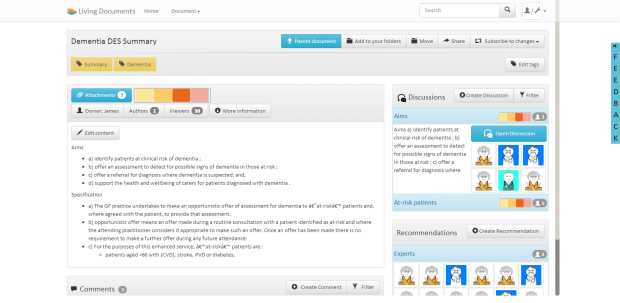 Living Documents Home Document
Search
Dementia DES Summary
Parent document Add to your folders Move Share Subscribe to changes
Summary Dementia
Edit tags
Attachments
Owner: James Authors 2 Viewers 30 More information
Edit content
Aims
a) identify patients at clinical risk of dementia ;
b) offer an assessment to detect for possible signs of dementia in those at risk ;
c) offer a referral for diagnosis where dementia is suspected; and,
d) support the health and wellbeing of carers for patients diagnosed with dementia .
Specification
a) The GP practice undertakes to make an opportunistic offer of assessment for dementia to â€˜at-riskâ€™ patients and,
where agreed with the patient, to provide that assessment.
b) opportunistic offer means an offer made during a routine consultation with a patient identified as at-risk and where
the attending practitioner considers it appropriate to make such an offer. Once an offer has been made there is no
requirement to make a further offer during any future attendance.
c) For the purposes of this enhanced service, â€˜at-riskâ€™ patients are :
patients aged >60 with (CVD), stroke, PVD or diabetes;
Comments
Create Comment Filter
Discussions Create Discussion Filter
Aims
Aims a) identify patients at
clinical risk of dementia ; b)
offer an assessment to detect
for possible signs of dementia
in those at risk ; c) offer a
referral for diagnosis where
Open Discussion
At-risk patients
Recommendations Create Recommendation
Experts
FEEDBACK